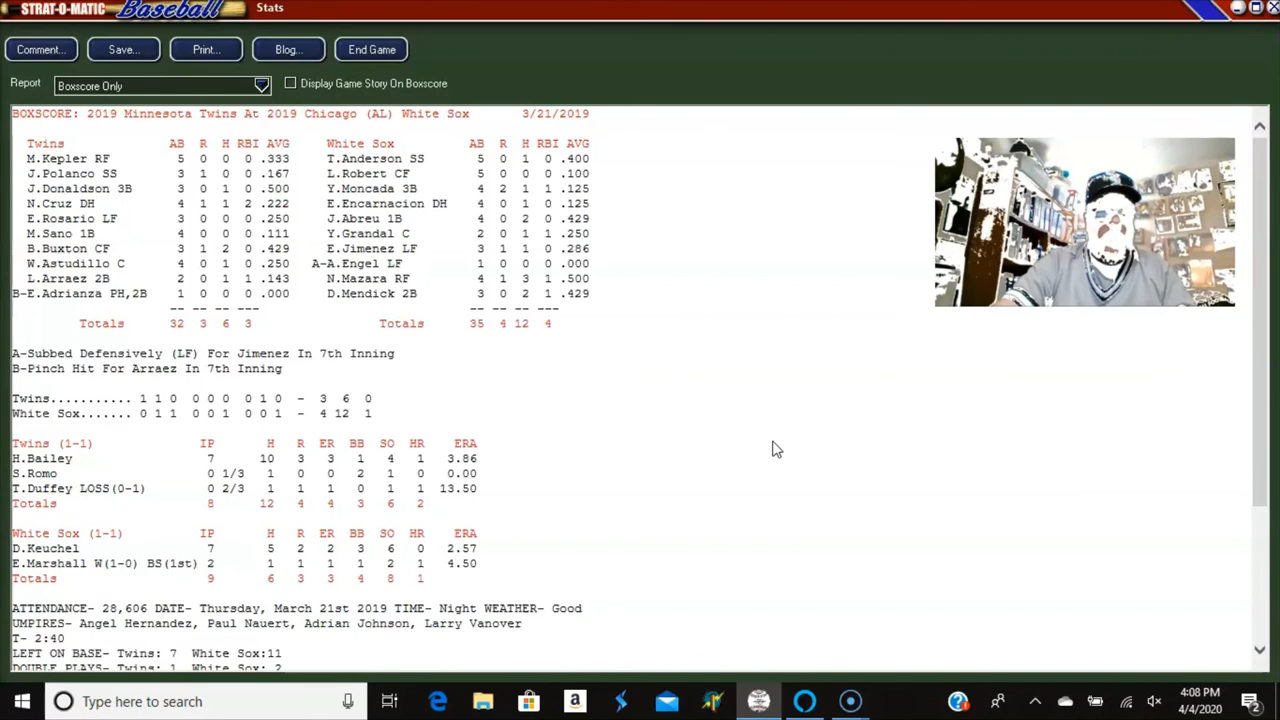 STRAT-O-MATIC Baseball Stats
Comment... Save... Print... Blog... End Game
Report Boxscore Only Display Game Story On Boxscore
BOXSCORE: 2019 Minnesota Twins At 2019 Chicago (AL) White Sox 3/21/2019
Twins AB R H RBI AVG White Sox AB R H RBI AVG
M.Kepler RF 5 0 0 0 .333 T.Anderson SS 5 0 1 0 .400
J.Polanco SS 3 1 0 0 .167 L.Robert CF 5 0 0 0 .100
J.Donaldson 3B 3 0 1 0 .500 Y.Moncada 3B 4 2 1 1 .125
N.Cruz DH 4 1 1 2 .222 E.Encarnacion DH 4 0 1 0 .125
E.Rosario LF 3 0 0 0 .250 J.Abreu 1B 4 0 2 0 .429
M.Sano 1B 4 0 0 0 .111 Y.Grandal C 2 0 1 1 .250
B.Buxton CF 3 1 2 0 .429 E.Jimenez LF 3 1 1 0 .286
W.Astudillo C 4 0 1 0 .250 A-A.Engel LF 1 0 0 0 .000
L.Arraez 2B 2 0 1 1 .143 N.Mazara RF 4 1 3 1 .500
B-E.Adrianza PH,2B 1 0 0 0 .000 D.Mendick 2B 3 0 2 1 .429
-- -- -- --- -- -- -- ---
Totals 32 3 6 3 Totals 35 4 12 4
A-Subbed Defensively (LF) For Jimenez In 7th Inning
B-Pinch Hit For Arraez In 7th Inning
Twins........... 1 1 0 0 0 0 0 1 0 - 3 6 0
White Sox....... 0 1 1 0 0 1 0 0 1 - 4 12 1
Twins (1-1) IP H R ER BB SO HR ERA
H.Bailey 7 10 3 3 1 4 1 3.86
S.Romo 0 1/3 1 0 0 2 1 0 0.00
T.Duffey LOSS(0-1) 0 2/3 1 1 1 0 1 1 13.50
Totals 8 12 4 4 3 6 2
White Sox (1-1) IP H R ER BB SO HR ERA
D.Keuchel 7 5 2 2 3 6 0 2.57
E.Marshall W(1-0) BS(1st) 2 1 1 1 1 2 1 4.50
Totals 9 6 3 3 4 8 1
ATTENDANCE- 28,606 DATE- Thursday, March 21st 2019 TIME- Night WEATHER- Good
UMPIRES- Angel Hernandez, Paul Nauert, Adrian Johnson, Larry Vanover
T- 2:40
LEFT ON BASE- Twins: 7 White Sox:11
DOUBLE PLAYS- Twins: 1 White Sox: 2
Type here to search
4:08 PM
4/4/2020
2